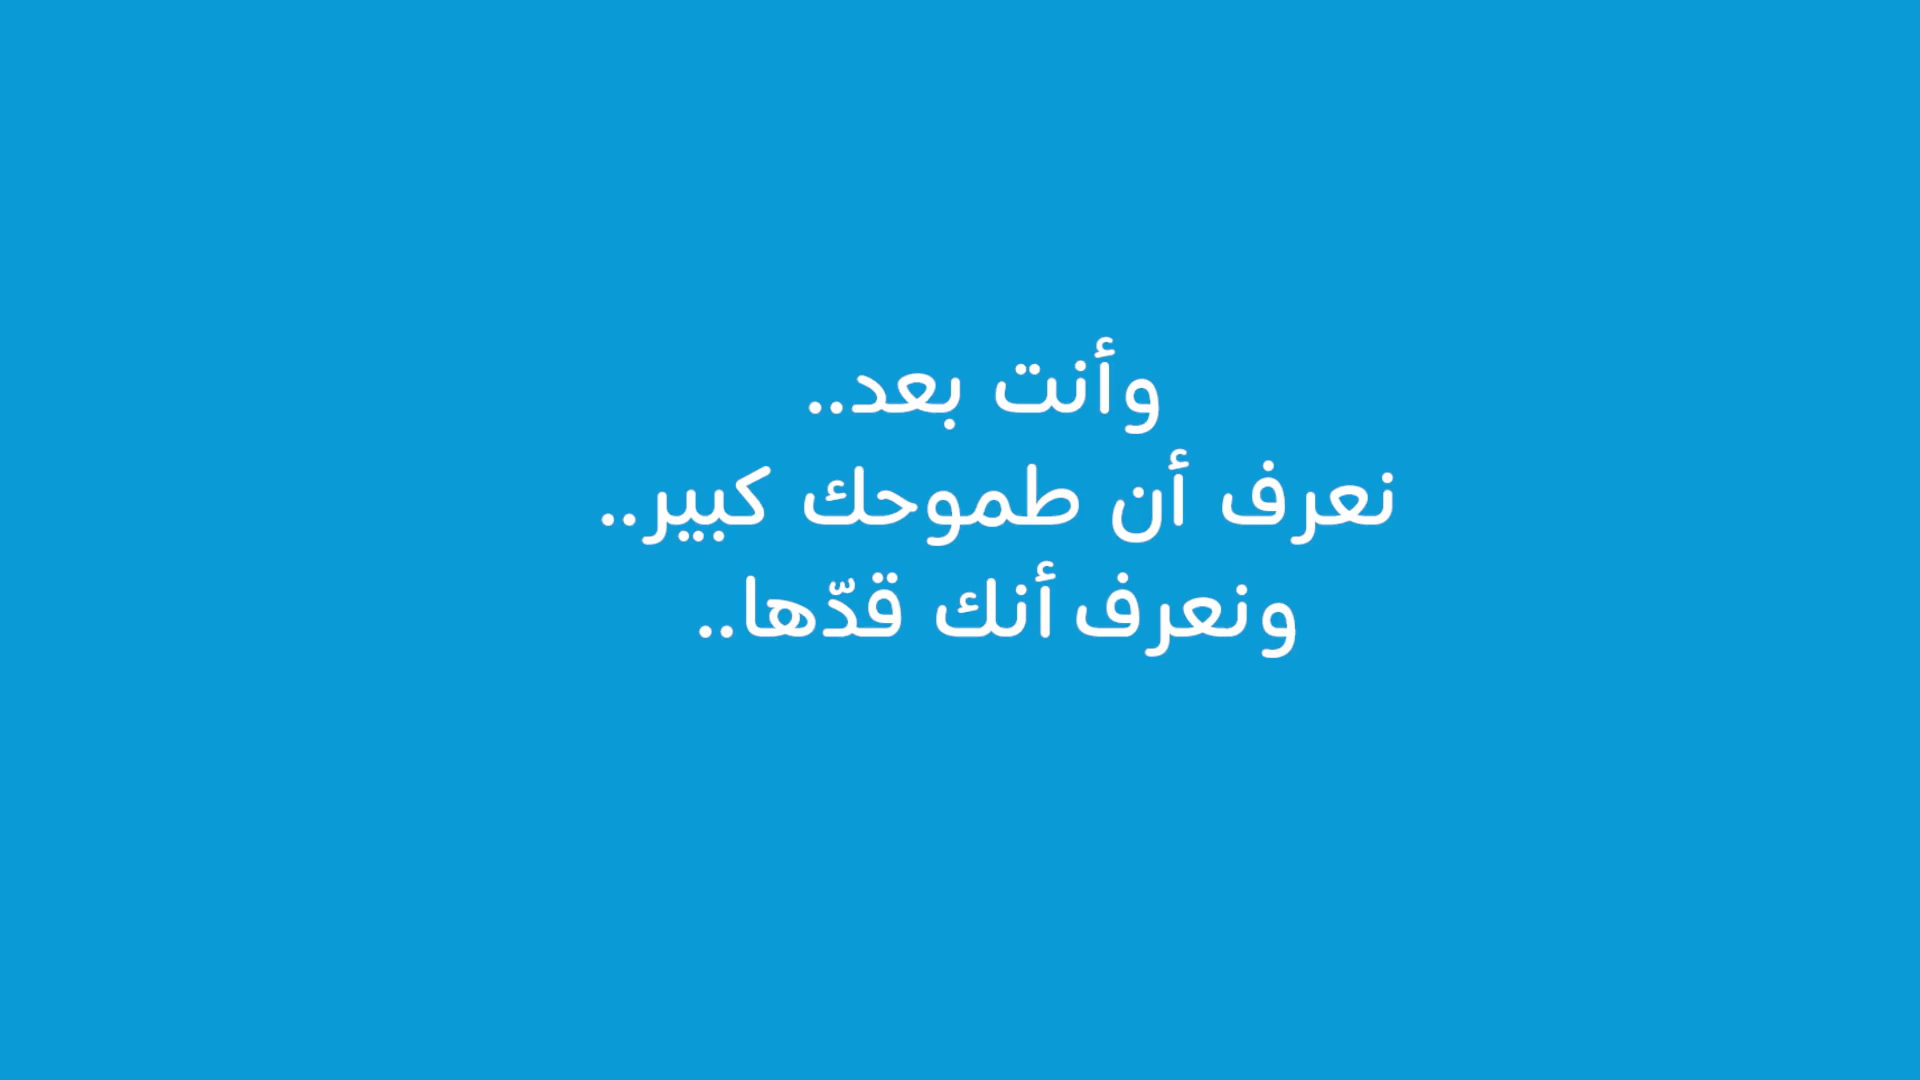 وأنت بعد..
نعرف أن طموحك كبير..
ونعرف أنك قدّها..